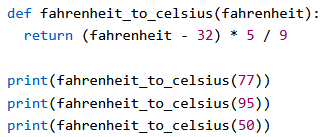 def fahrenheit_to_celsius(fahrenheit):
  return (fahrenheit - 32) * 5 / 9

print(fahrenheit_to_celsius(77))
print(fahrenheit_to_celsius(95))
print(fahrenheit_to_celsius(50))